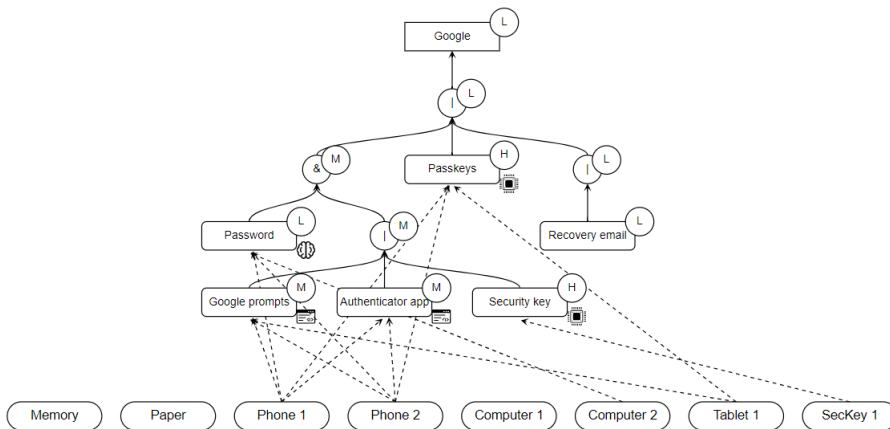 L
Google
L
|
M
&
H
Passkeys
L
|
L
Password
M
|
L
Recovery email
M
Google prompts
M
Authenticator app
H
Security key
Memory
Paper
Phone 1
Phone 2
Computer 1
Computer 2
Tablet 1
SecKey 1